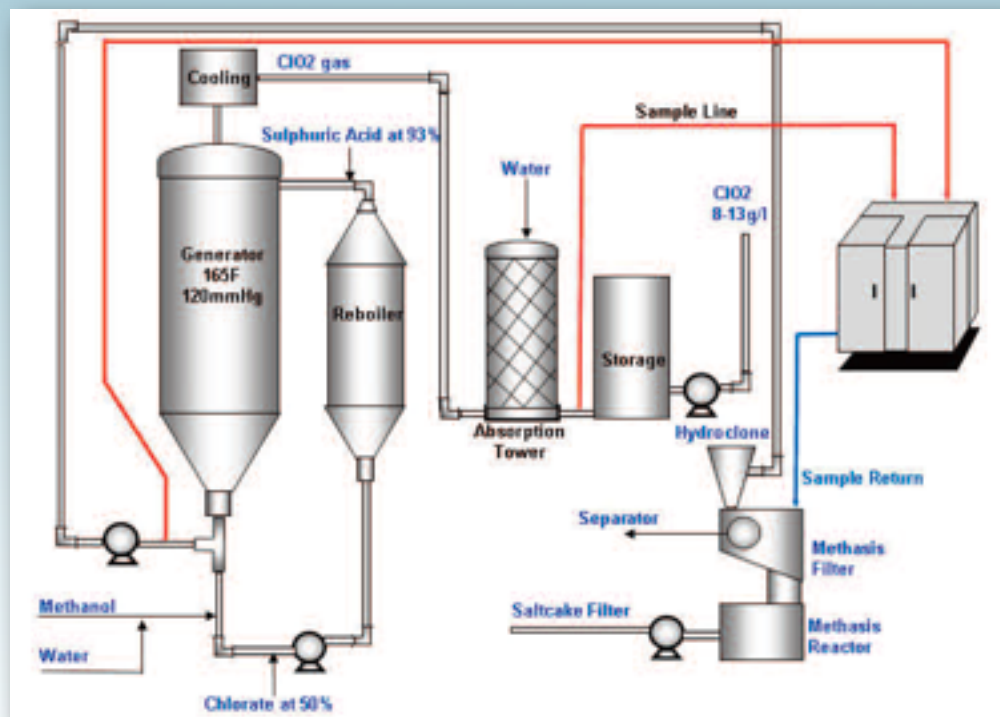 Cooling
ClO2 gas
Sample Line
Sulphuric Acid at 93%
Water
ClO2
8-13g/l
Generator
165F
120mmHg
Reboiler
Storage
Absorption
Tower
Hydroclone
Sample Return
Separator
Methasis
Filter
Methanol
Saltcake Filter
Methasis
Reactor
Water
Chlorate at 50%